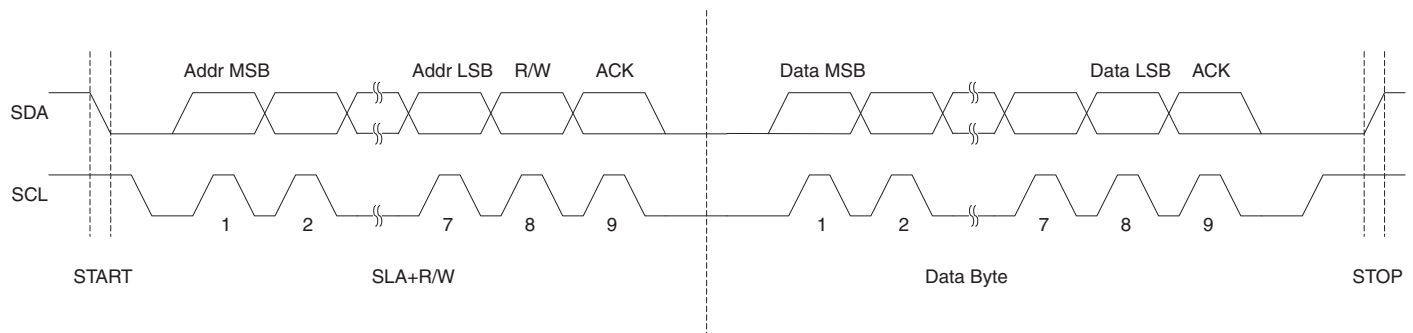 Addr MSB Addr LSB R/W ACK Data MSB Data LSB ACK
SDA
SCL
1 2 7 8 9 1 2 7 8 9
START SLA+R/W Data Byte STOP